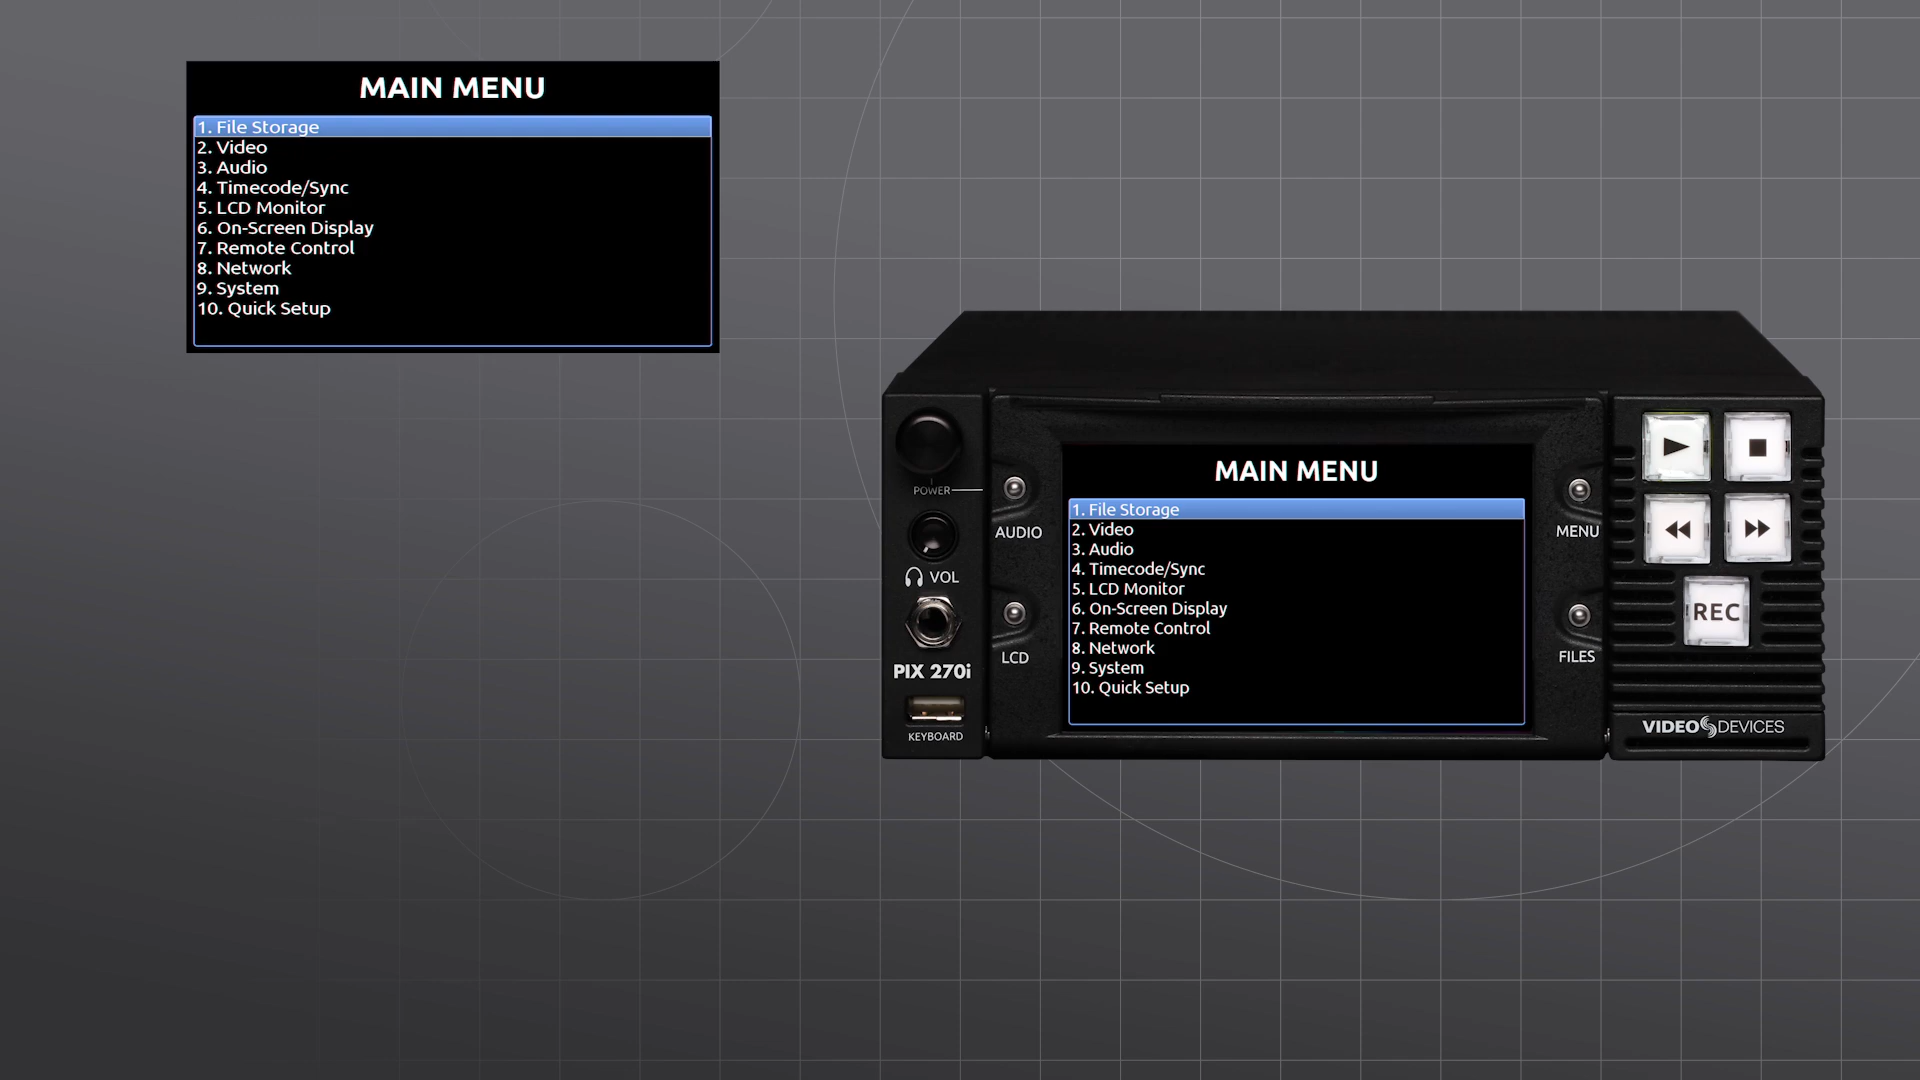 MAIN MENU
1. File Storage
2. Video
3. Audio
4. Timecode/Sync
5. LCD Monitor
6. On-Screen Display
7. Remote Control
8. Network
9. System
10. Quick Setup
POWER
AUDIO
VOL
LCD
PIX 270i
KEYBOARD
MAIN MENU
1. File Storage
2. Video
3. Audio
4. Timecode/Sync
5. LCD Monitor
6. On-Screen Display
7. Remote Control
8. Network
9. System
10. Quick Setup
MENU
FILES
REC
VIDEO DEVICES